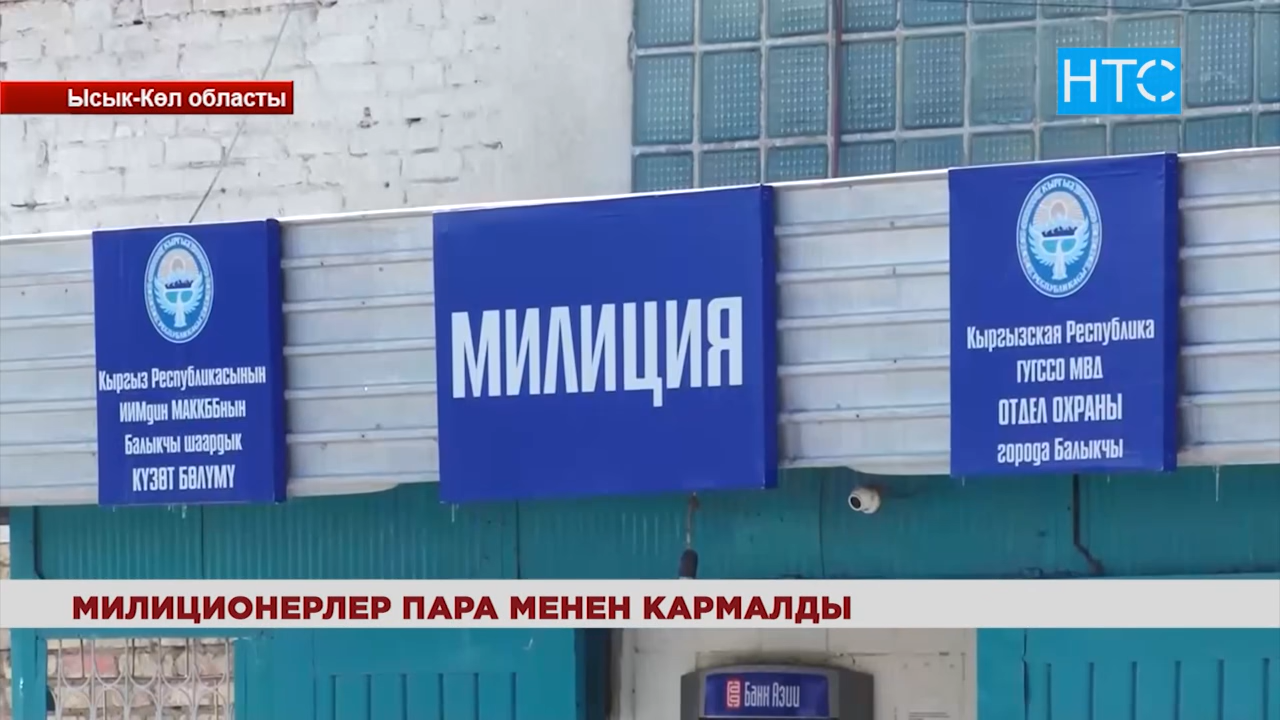 Ысык-Көл областы
НТС
Кыргыз Республикасынын
ИИМдин МАККББнын
Балыкчы шаардык
КҮЗӨТ БӨЛҮМҮ
МИЛИЦИЯ
Кыргызская Республика
ГУГССО МВД
ОТДЕЛ ОХРАНЫ
города Балыкчы
МИЛИЦИОНЕРЛЕР ПАРА МЕНЕН КАРМАЛДЫ
Банк Азии